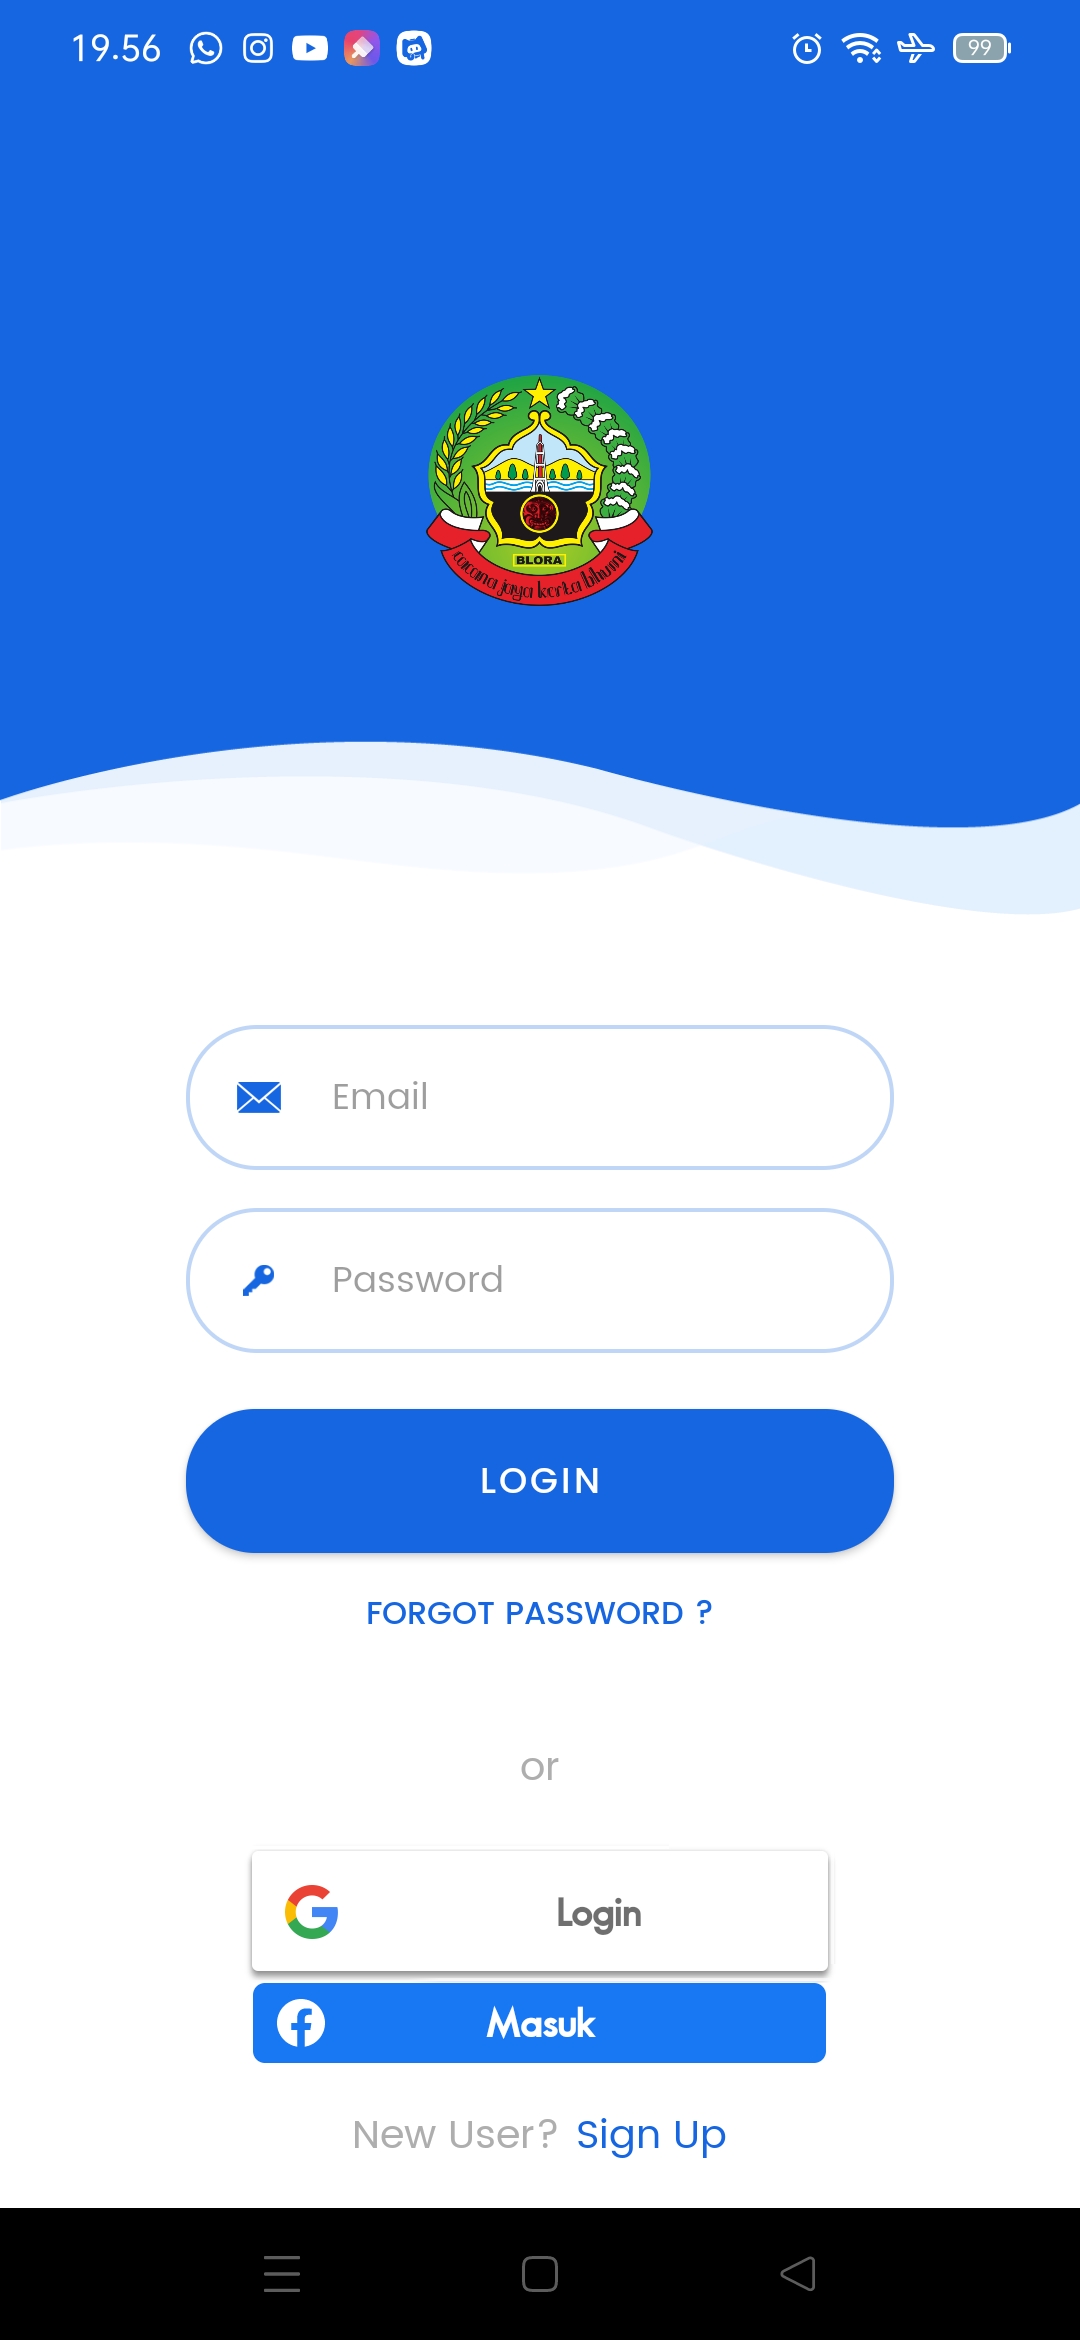 19.56
99
BLORA
cacana jaya kerta bhumi
Email
Password
LOGIN
FORGOT PASSWORD ?
or
Login
Masuk
New User? Sign Up